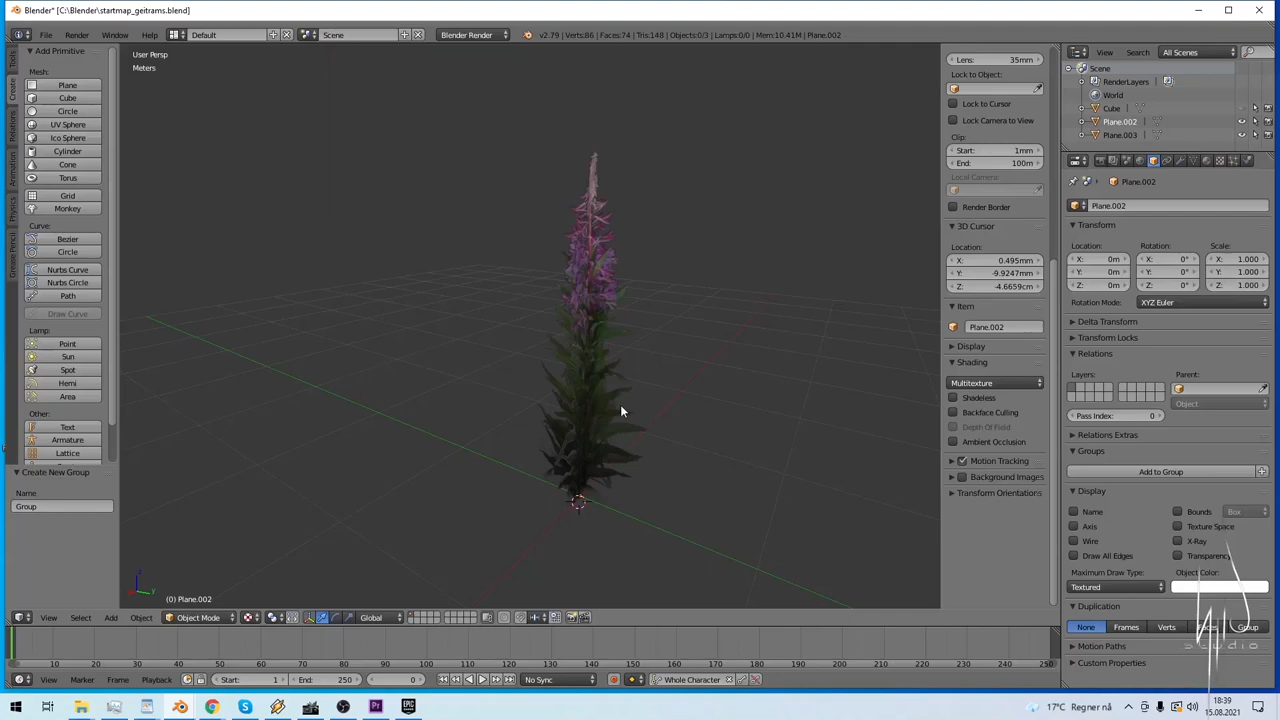 Blender* [C:\Blender\startmap_geitrams.blend]
File Render Window Help Default Scene Blender Render v2.79 | Verts:86 | Faces:74 | Tris:148 | Objects:0/3 | Lamps:0/0 | Mem:10.41M | Plane.002
Tools
Create
Relations
Animation
Physics
Grease Pencil
Add Primitive
Mesh:
Plane
Cube
Circle
UV Sphere
Ico Sphere
Cylinder
Cone
Torus
Grid
Monkey
Curve:
Bezier
Circle
Nurbs Curve
Nurbs Circle
Path
Draw Curve
Lamp:
Point
Sun
Spot
Hemi
Area
Other:
Text
Armature
Lattice
Create New Group
Name
Group
User Persp
Meters
(0) Plane.002
Lens: 35mm
Lock to Object:
Lock to Cursor
Lock Camera to View
Clip:
Start: 1mm
End: 100m
Local Camera:
Render Border
3D Cursor
Location:
X: 0.495mm
Y: -9.9247mm
Z: -4.6659cm
Item
Plane.002
Display
Shading
Multitexture
Shadeless
Backface Culling
Depth Of Field
Ambient Occlusion
Motion Tracking
Background Images
Transform Orientations
View Search All Scenes
Scene
RenderLayers
World
Cube
Plane.002
Plane.003
Plane.002
Plane.002
Transform
Location: Rotation: Scale:
X: 0m X: 0° X: 1.000
Y: 0m Y: 0° Y: 1.000
Z: 0m Z: 0° Z: 1.000
Rotation Mode: XYZ Euler
Delta Transform
Transform Locks
Relations
Layers: Parent:
Object
Pass Index: 0
Relations Extras
Groups
Add to Group
Display
Name Bounds Box
Axis Texture Space
Wire X-Ray
Draw All Edges Transparency
Maximum Draw Type: Object Color:
Textured
Duplication
None Frames Verts Faces Group
Motion Paths
Custom Properties
studio
View Select Add Object Object Mode Global
10 20 30 40 50 60 70 80 90 100 110 120 130 140 150 160 170 180 190 200 210 220 230 240 250
View Marker Frame Playback Start: 1 End: 250 0 No Sync Whole Character
17°C Regner nå
18:39
15.08.2021